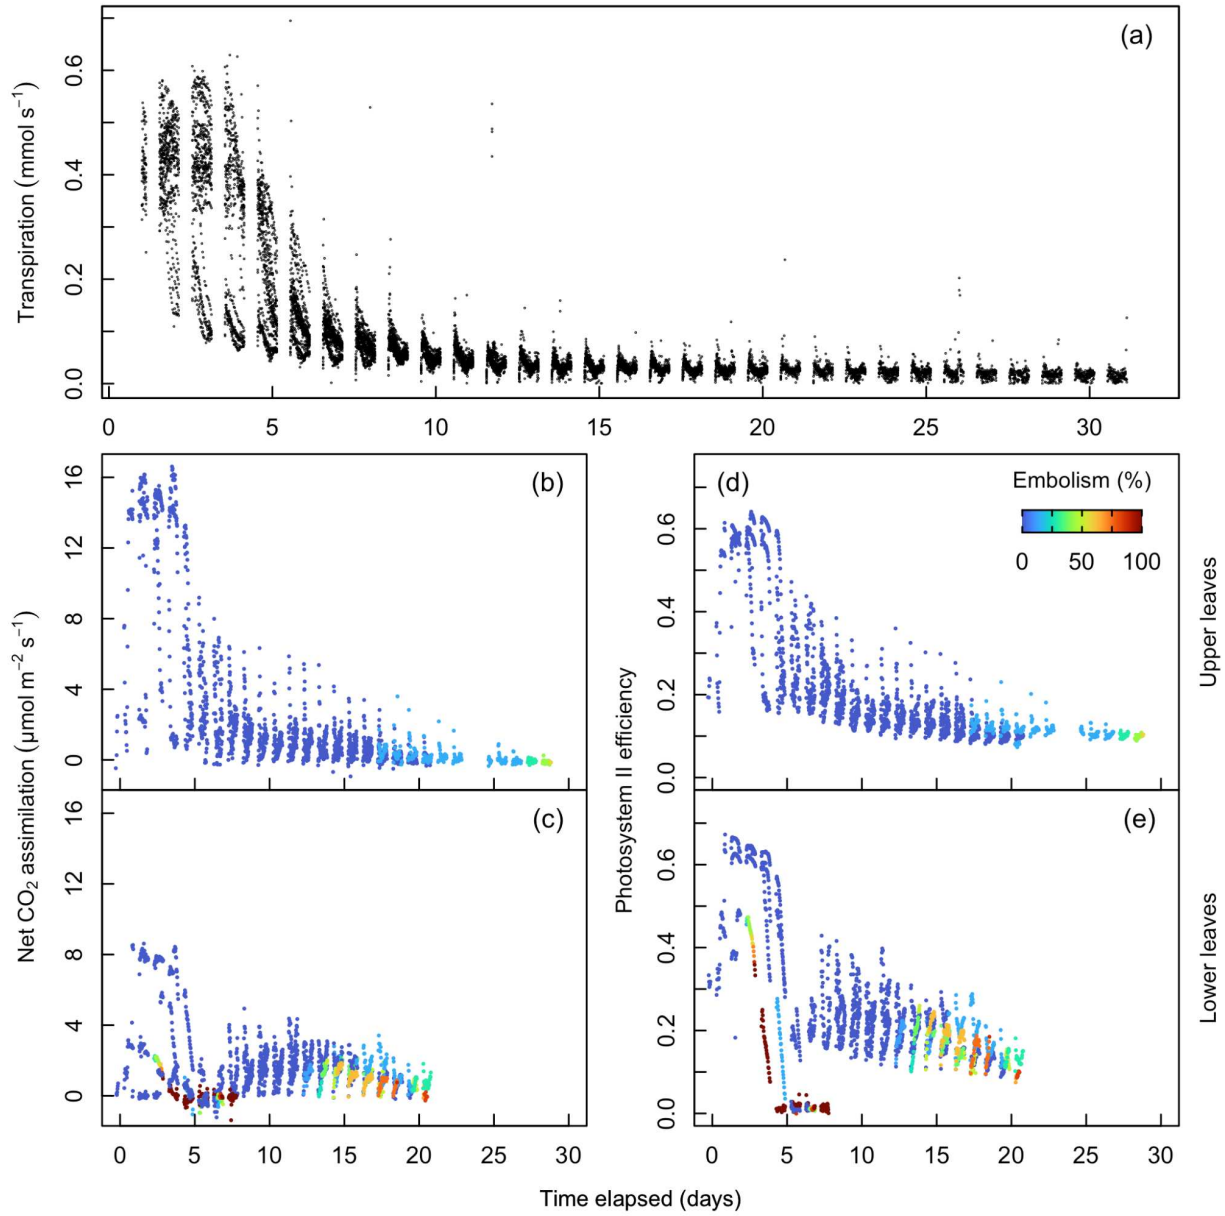 (a)
Transpiration (mmol s⁻¹)
0.6
0.4
0.2
0.0
0 5 10 15 20 25 30
(b)
16
12
8
4
0
(d)
Embolism (%)
0 50 100
0.6
0.4
0.2
0.0
Upper leaves
Net CO₂ assimilation (µmol m⁻² s⁻¹)
Photosystem II efficiency
(c)
16
12
8
4
0
0 5 10 15 20 25 30
(e)
0.6
0.4
0.2
0.0
0 5 10 15 20 25 30
Lower leaves
Time elapsed (days)